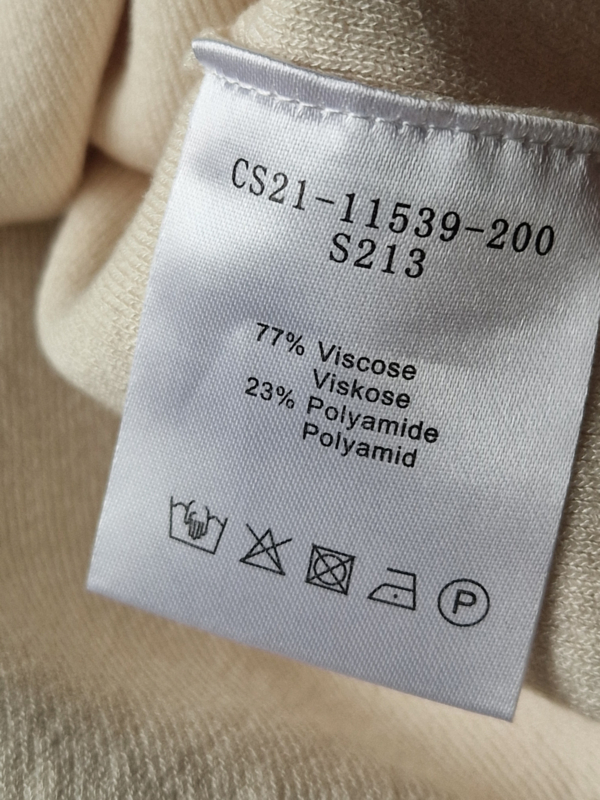 CS21-11539-200
S213
77% Viscose
Viskose
23% Polyamide
Polyamid
P